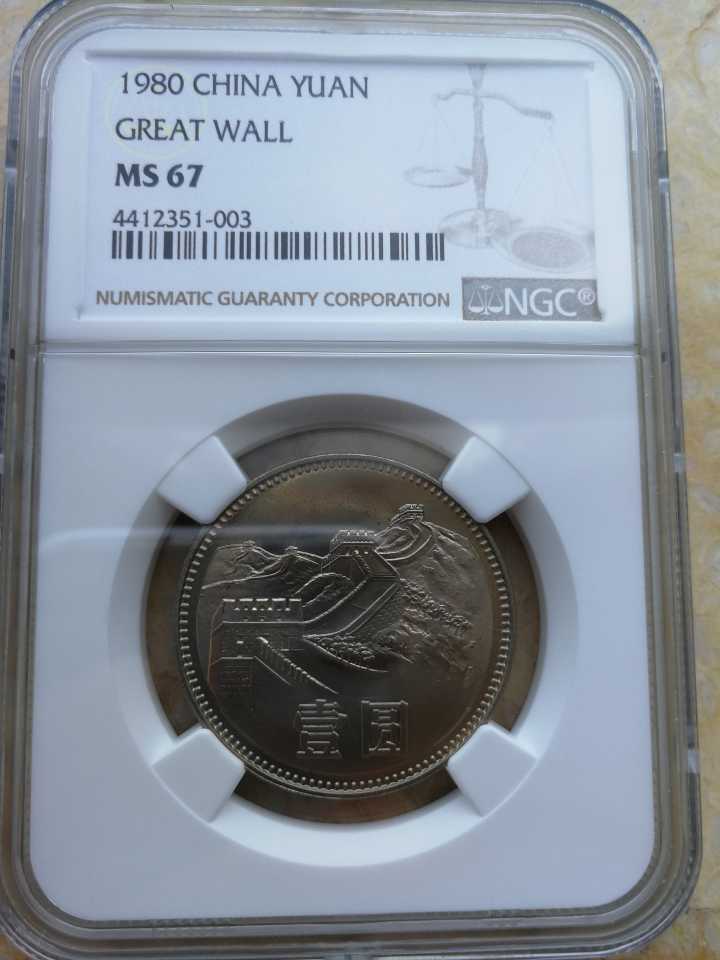 1980 CHINA YUAN
GREAT WALL
MS 67
4412351-003
NUMISMATIC GUARANTY CORPORATION NGC®
壹圆